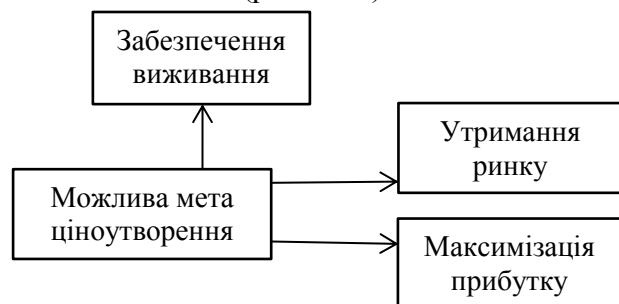 Забезпечення
виживання
Утримання
ринку
Можлива мета
ціноутворення
Максимізація
прибутку